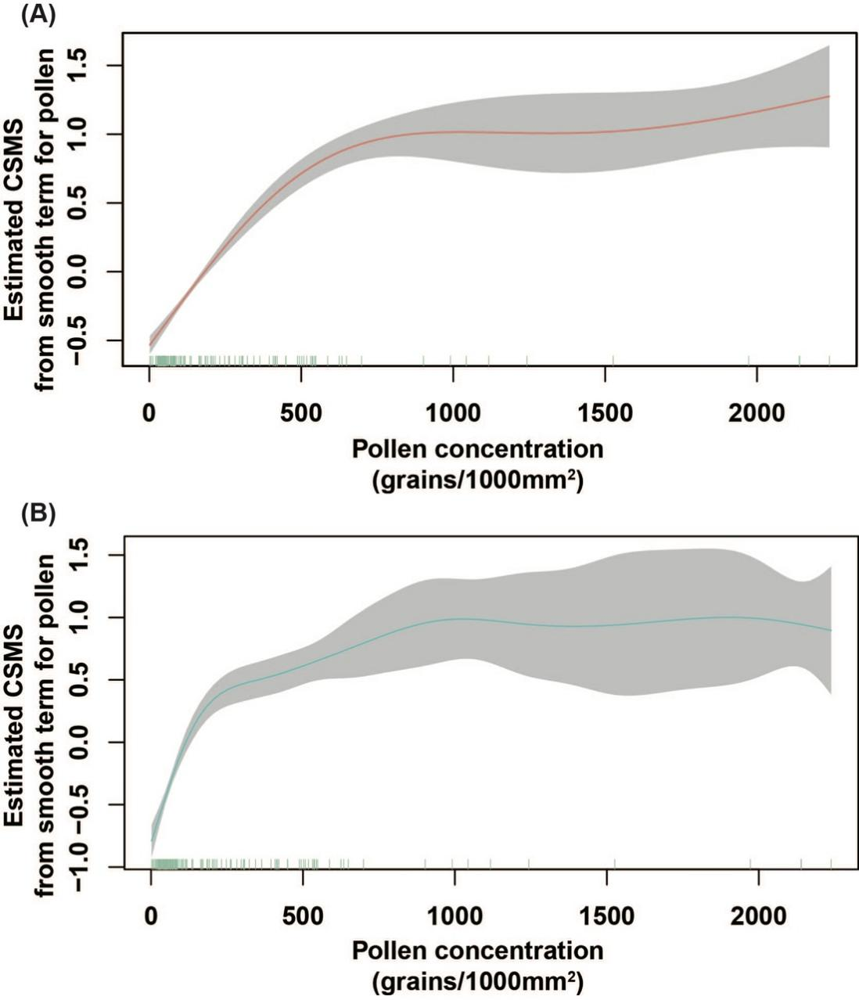 (A)
Estimated CSMS
from smooth term for pollen
1.5
1.0
0.5
0.0
−0.5
0 500 1000 1500 2000
Pollen concentration
(grains/1000mm²)
(B)
Estimated CSMS
from smooth term for pollen
1.5
1.0
0.5
0.0
−0.5
−1.0
0 500 1000 1500 2000
Pollen concentration
(grains/1000mm²)